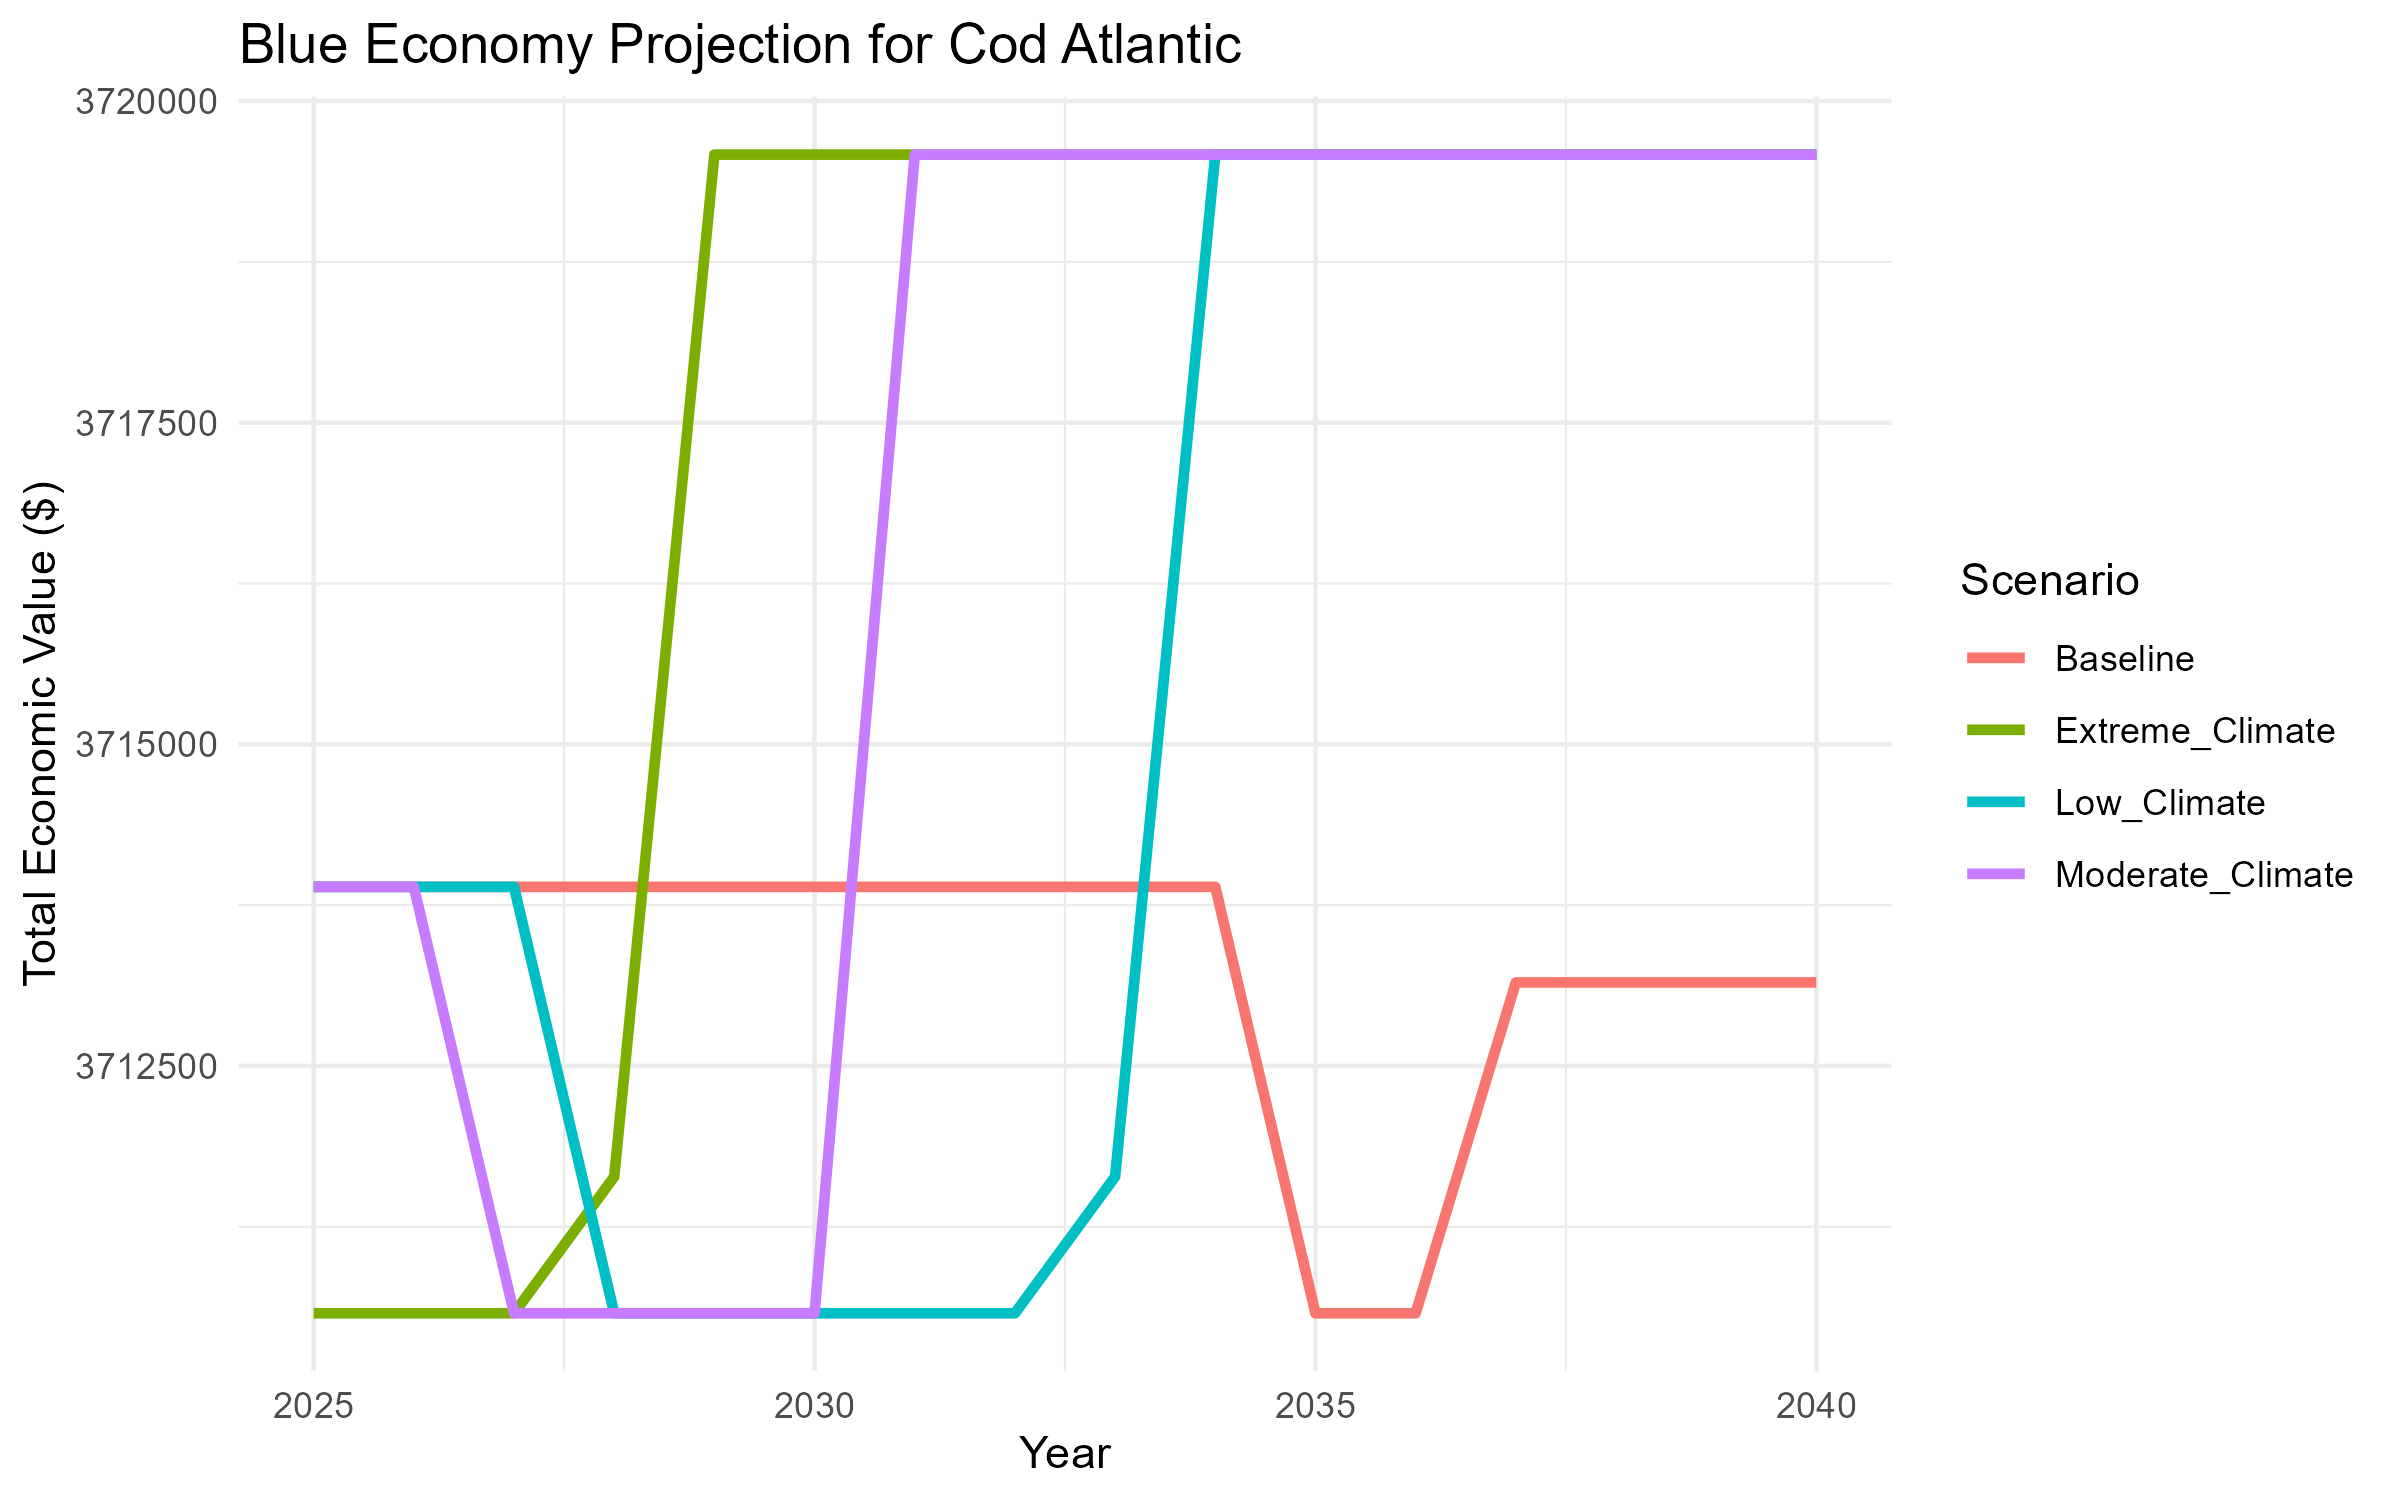 Blue Economy Projection for Cod Atlantic
3720000
3717500
3715000
3712500
Total Economic Value ($)
2025
2030
2035
2040
Year
Scenario
Baseline
Extreme_Climate
Low_Climate
Moderate_Climate